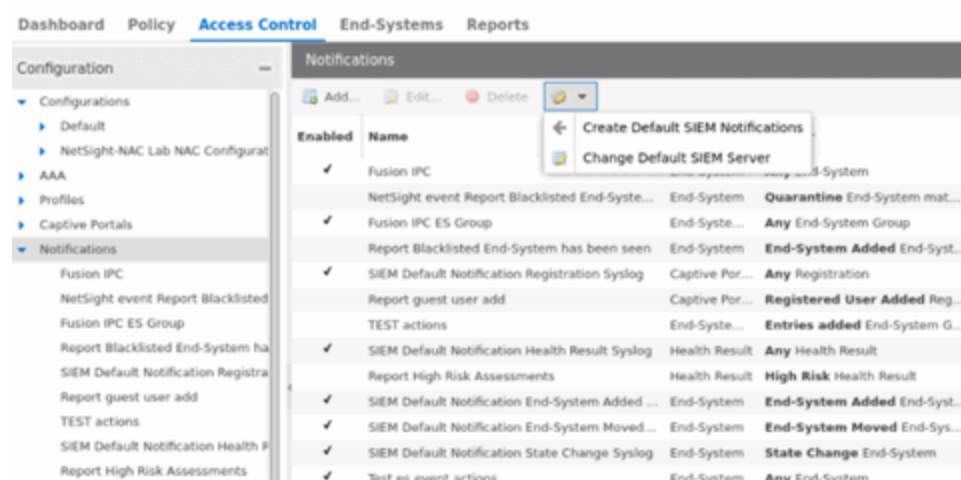 Dashboard Policy Access Control End-Systems Reports
Configuration
Configurations
Default
NetSight-NAC Lab NAC Configurat
AAA
Profiles
Captive Portals
Notifications
Fusion IPC
NetSight event Report Blacklisted
Fusion IPC ES Group
Report Blacklisted End-System ha
SIEM Default Notification Registra
Report guest user add
TEST actions
SIEM Default Notification Health R
Report High Risk Assessments
Notifications
Add... Edit... Delete
Create Default SIEM Notifications
Change Default SIEM Server
Enabled Name
Fusion IPC End-System
NetSight event Report Blacklisted End-Syste... End-System Quarantine End-System mat...
Fusion IPC ES Group End-Syste... Any End-System Group
Report Blacklisted End-System has been seen End-System End-System Added End-Syst...
SIEM Default Notification Registration Syslog Captive Por... Any Registration
Report guest user add Captive Por... Registered User Added Reg...
TEST actions End-Syste... Entries added End-System G...
SIEM Default Notification Health Result Syslog Health Result Any Health Result
Report High Risk Assessments Health Result High Risk Health Result
SIEM Default Notification End-System Added ... End-System End-System Added End-Syst...
SIEM Default Notification End-System Moved... End-System End-System Moved End-Sys...
SIEM Default Notification State Change Syslog End-System State Change End-System
Test es event actions End-System Any End-System